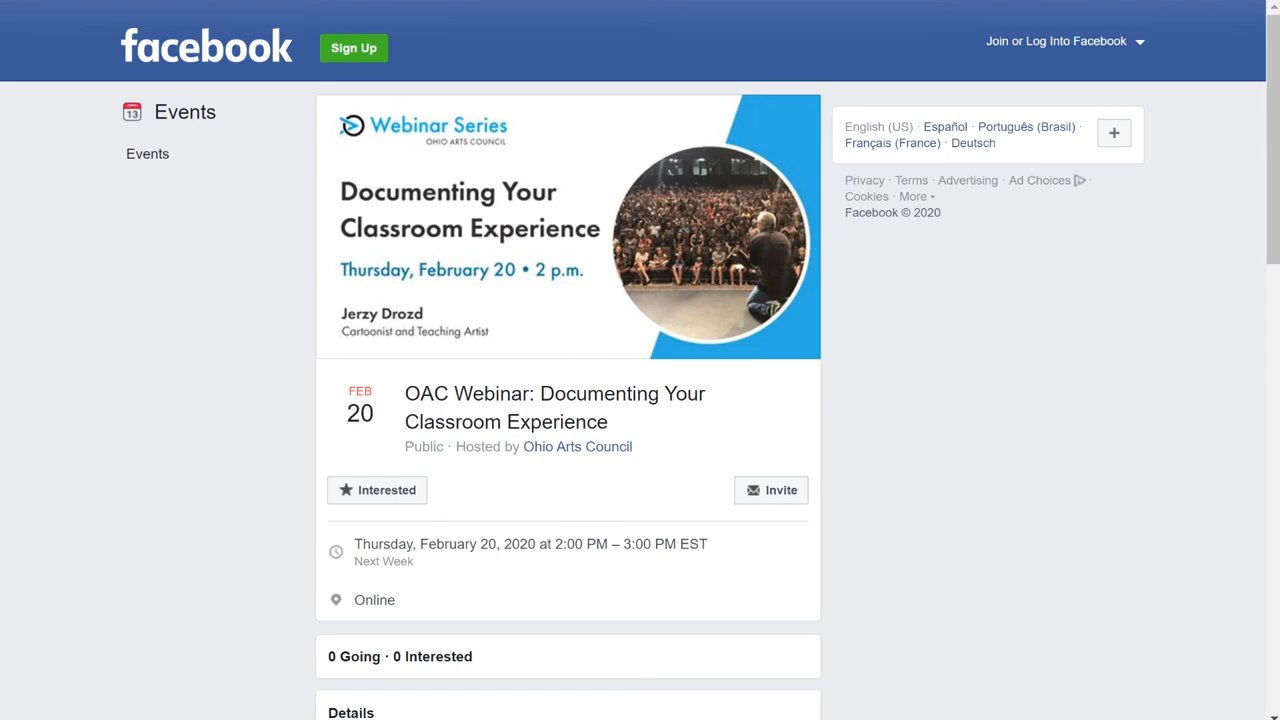 facebook
Sign Up
Join or Log Into Facebook
13
Events
Events
Webinar Series
OHIO ARTS COUNCIL
Documenting Your
Classroom Experience
Thursday, February 20 • 2 p.m.
Jerzy Drozd
Cartoonist and Teaching Artist
FEB
20
OAC Webinar: Documenting Your
Classroom Experience
Public · Hosted by Ohio Arts Council
Interested
Invite
Thursday, February 20, 2020 at 2:00 PM – 3:00 PM EST
Next Week
Online
0 Going · 0 Interested
Details
English (US) · Español · Português (Brasil) ·
Français (France) · Deutsch
Privacy · Terms · Advertising · Ad Choices ·
Cookies · More
Facebook © 2020